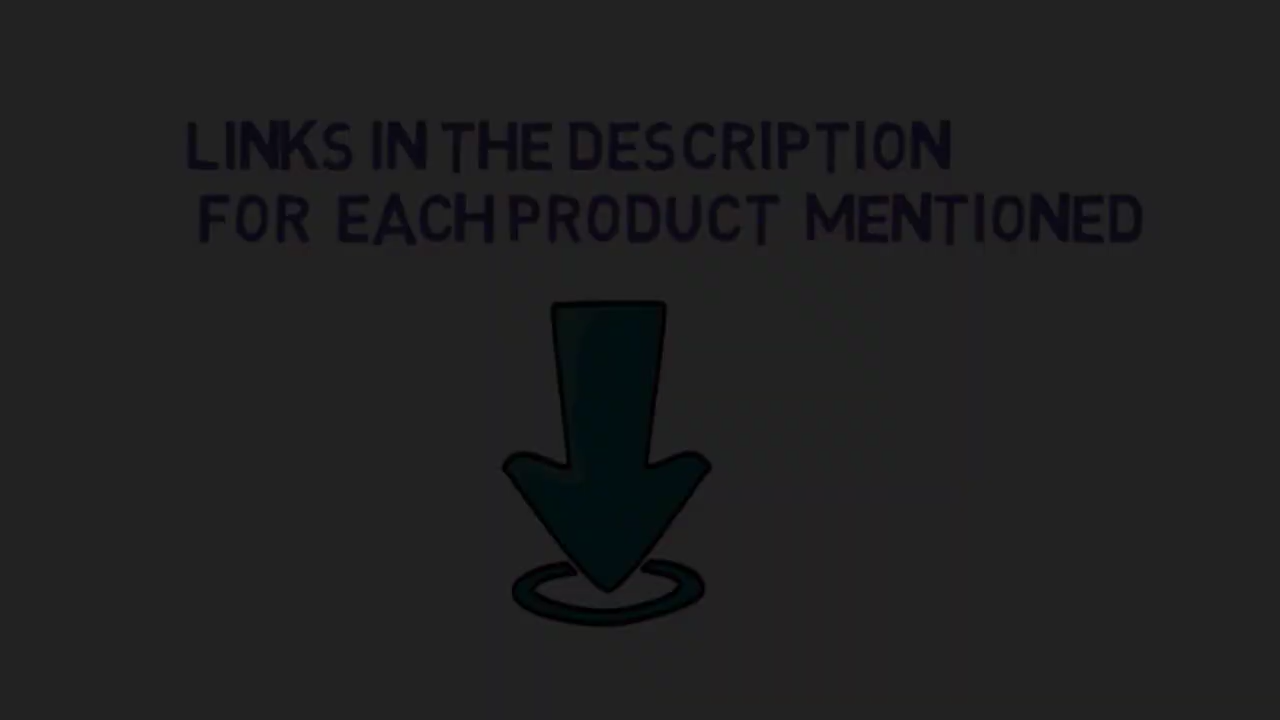 LINKS IN THE DESCRIPTION
FOR EACH PRODUCT MENTIONED